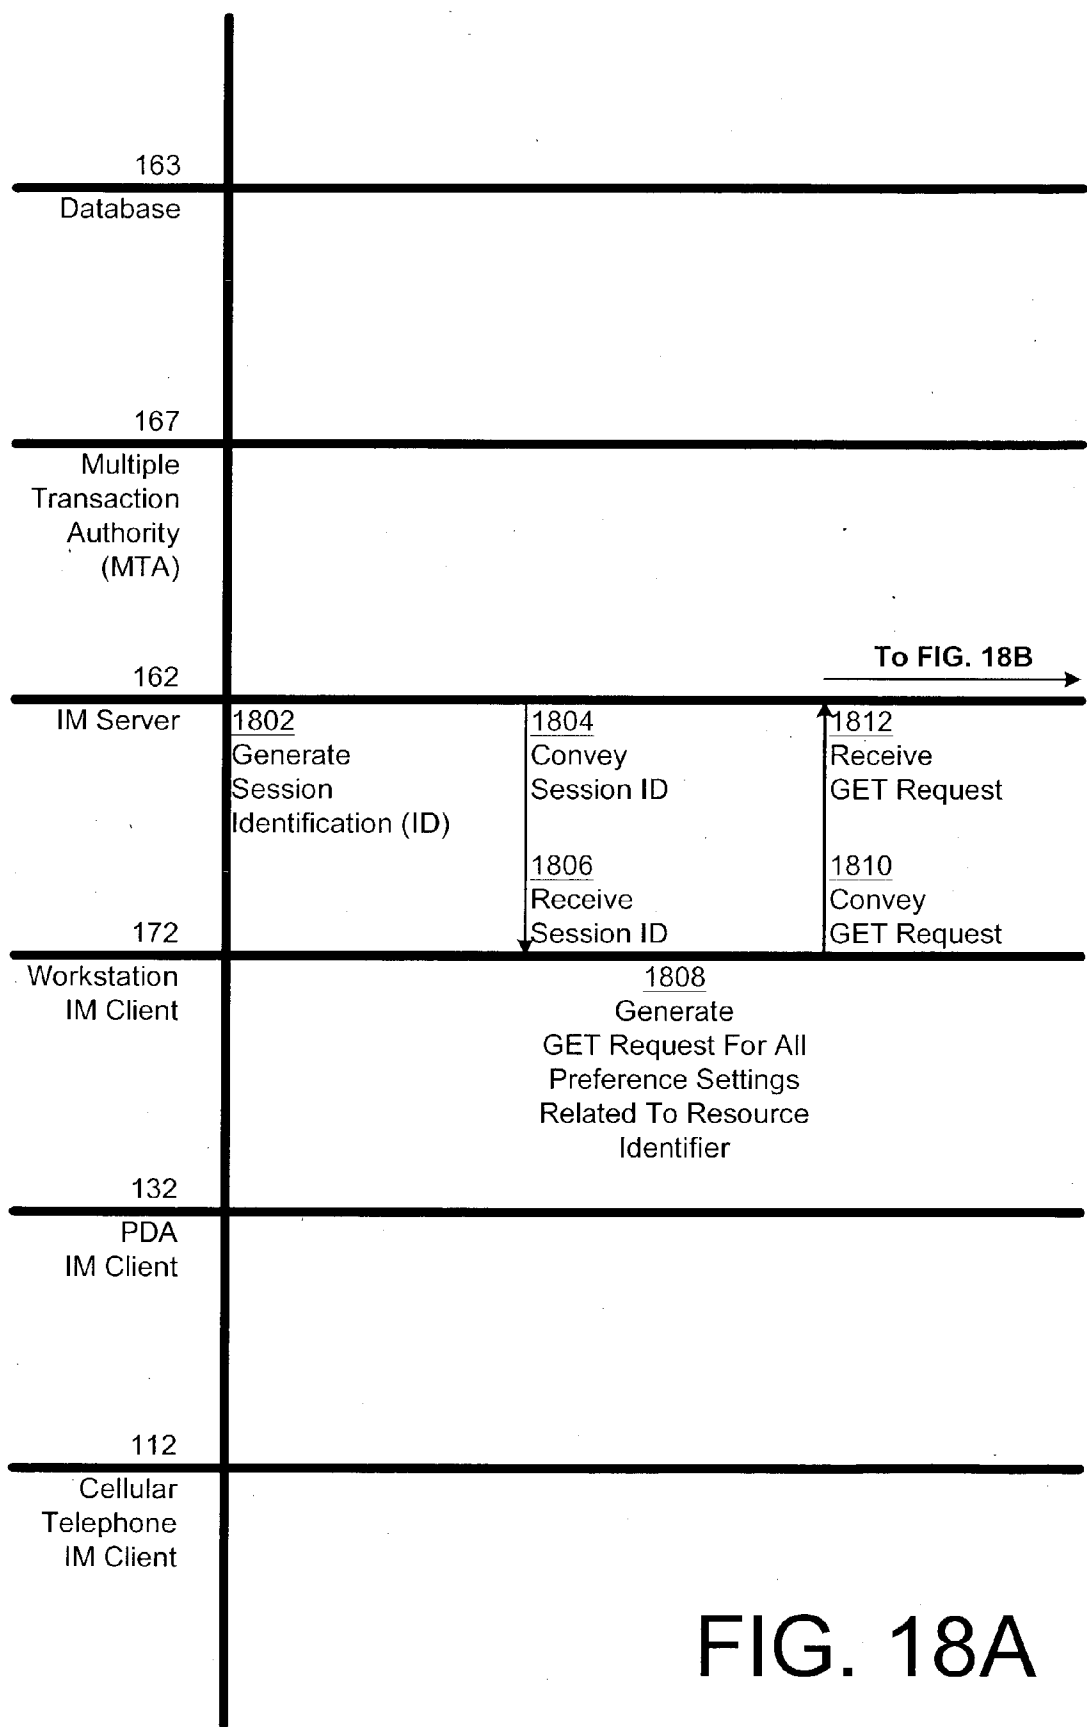 163
Database
167
Multiple
Transaction
Authority
(MTA)
To FIG. 18B
162
IM Server
1802
Generate
Session
Identification (ID)
1804
Convey
Session ID
1812
Receive
GET Request
1806
Receive
Session ID
1810
Convey
GET Request
172
Workstation
IM Client
1808
Generate
GET Request For All
Preference Settings
Related To Resource
Identifier
132
PDA
IM Client
112
Cellular
Telephone
IM Client
FIG. 18A